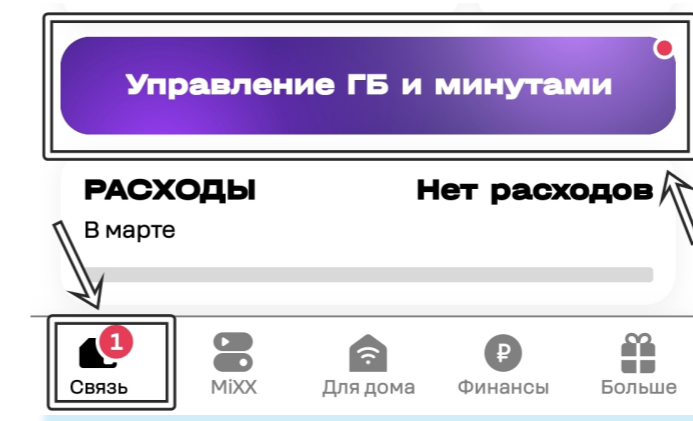 Управление ГБ и минутами
РАСХОДЫ Нет расходов
В марте
1
Связь MiXX Для дома Финансы Больше